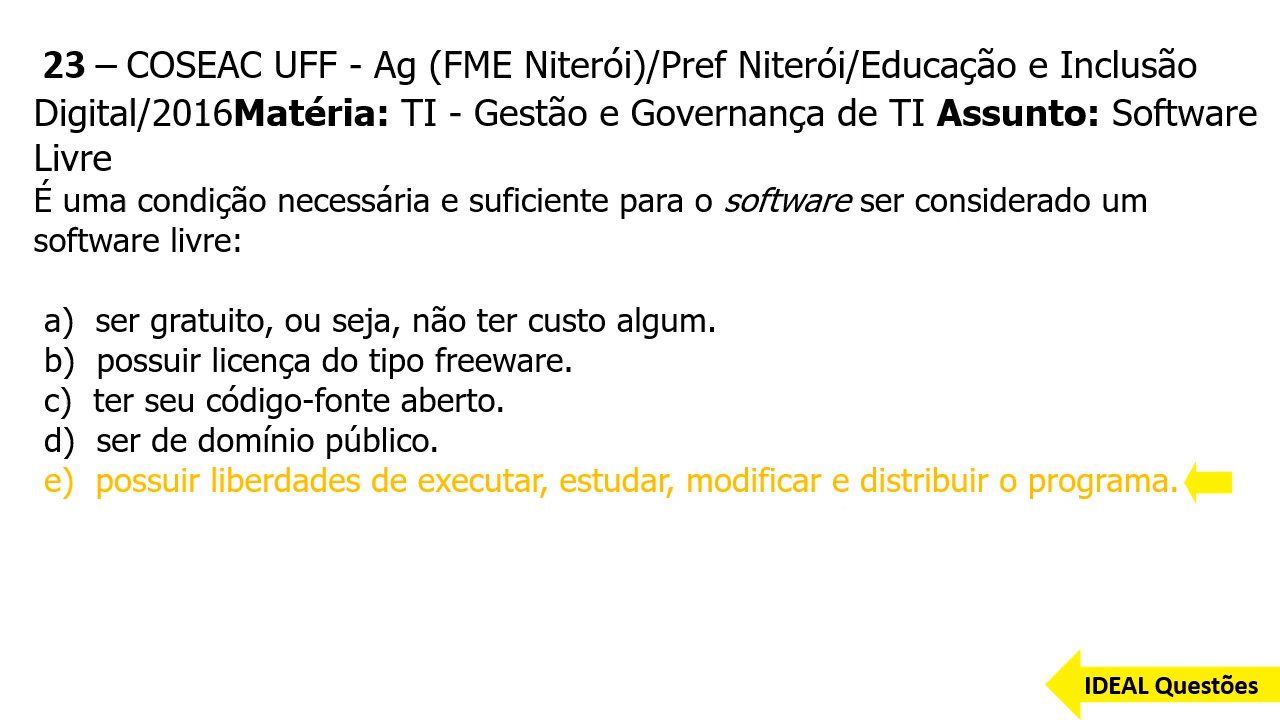 23 – COSEAC UFF - Ag (FME Niterói)/Pref Niterói/Educação e Inclusão
Digital/2016Matéria: TI - Gestão e Governança de TI Assunto: Software
Livre
É uma condição necessária e suficiente para o software ser considerado um
software livre:
a) ser gratuito, ou seja, não ter custo algum.
b) possuir licença do tipo freeware.
c) ter seu código-fonte aberto.
d) ser de domínio público.
e) possuir liberdades de executar, estudar, modificar e distribuir o programa.
IDEAL Questões